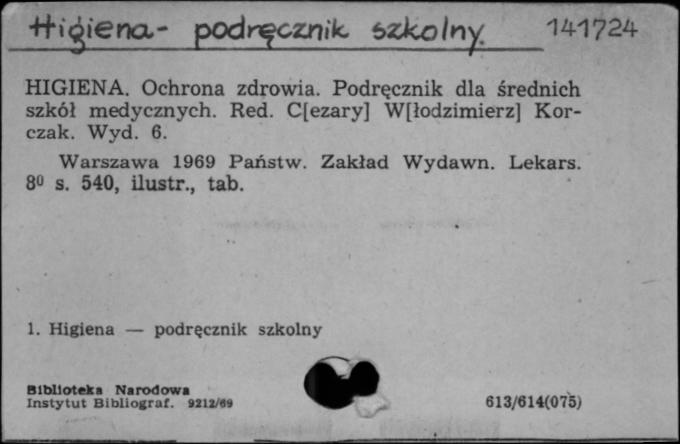 Higiena - podręcznik szkolny. 141724
HIGIENA. Ochrona zdrowia. Podręcznik dla średnich
szkół medycznych. Red. C[ezary] W[łodzimierz] Kor-
czak. Wyd. 6.
Warszawa 1969 Państw. Zakład Wydawn. Lekars.
8⁰ s. 540, ilustr., tab.
1. Higiena — podręcznik szkolny
Biblioteka Narodowa
Instytut Bibliograf. 9212/69 613/614(075)